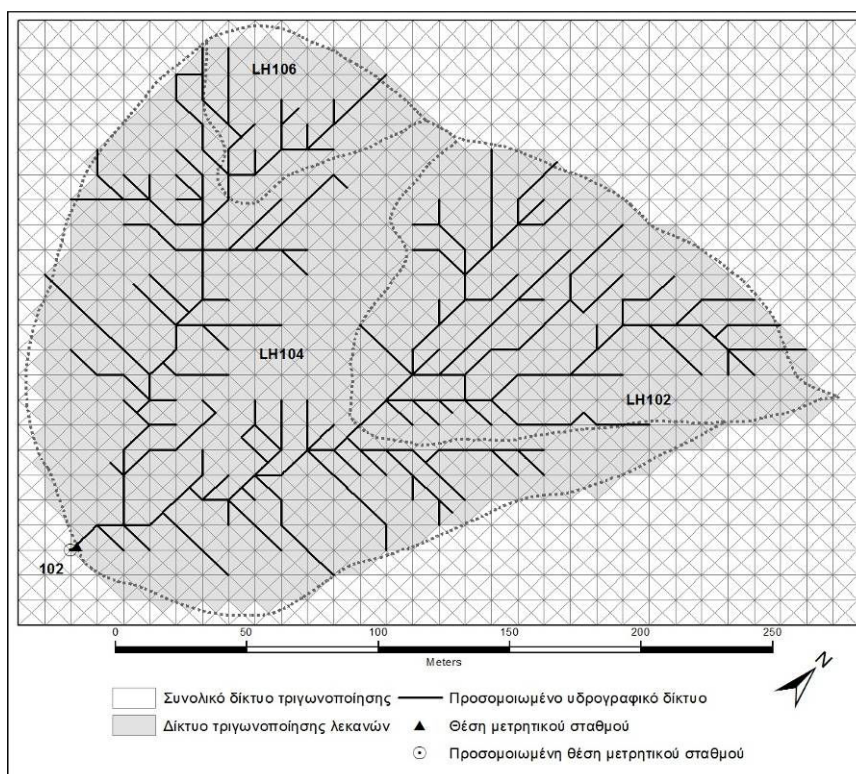 LH106
LH104
LH102
102
0 50 100 150 200 250
Meters
N
Συνολικό δίκτυο τριγωνοποίησης
Προσομοιωμένο υδρογραφικό δίκτυο
Δίκτυο τριγωνοποίησης λεκανών
Θέση μετρητικού σταθμού
Προσομοιωμένη θέση μετρητικού σταθμού